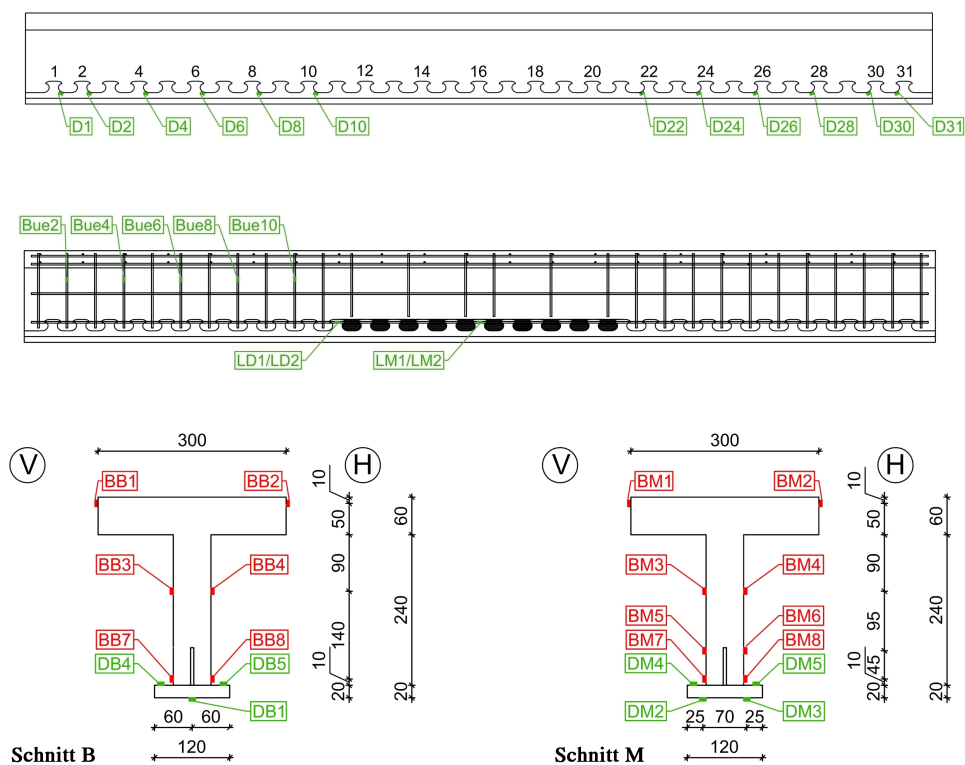 1 2 4 6 8 10 12 14 16 18 20 22 24 26 28 30 31
D1 D2 D4 D6 D8 D10 D22 D24 D26 D28 D30 D31
Bue2 Bue4 Bue6 Bue8 Bue10
LD1/LD2 LM1/LM2
300 300
V H V H
BB1 BB2 10 BM1 BM2 10
50 60 50 60
BB3 BB4 90 BM3 BM4 90
240 240
BM5 BM6 95
BB7 BB8 140 BM7 BM8
DB4 DB5 10 DM4 DM5 10 45
20 20 20 20
DB1 DM2 DM3
60 60 25 70 25
Schnitt B 120 Schnitt M 120